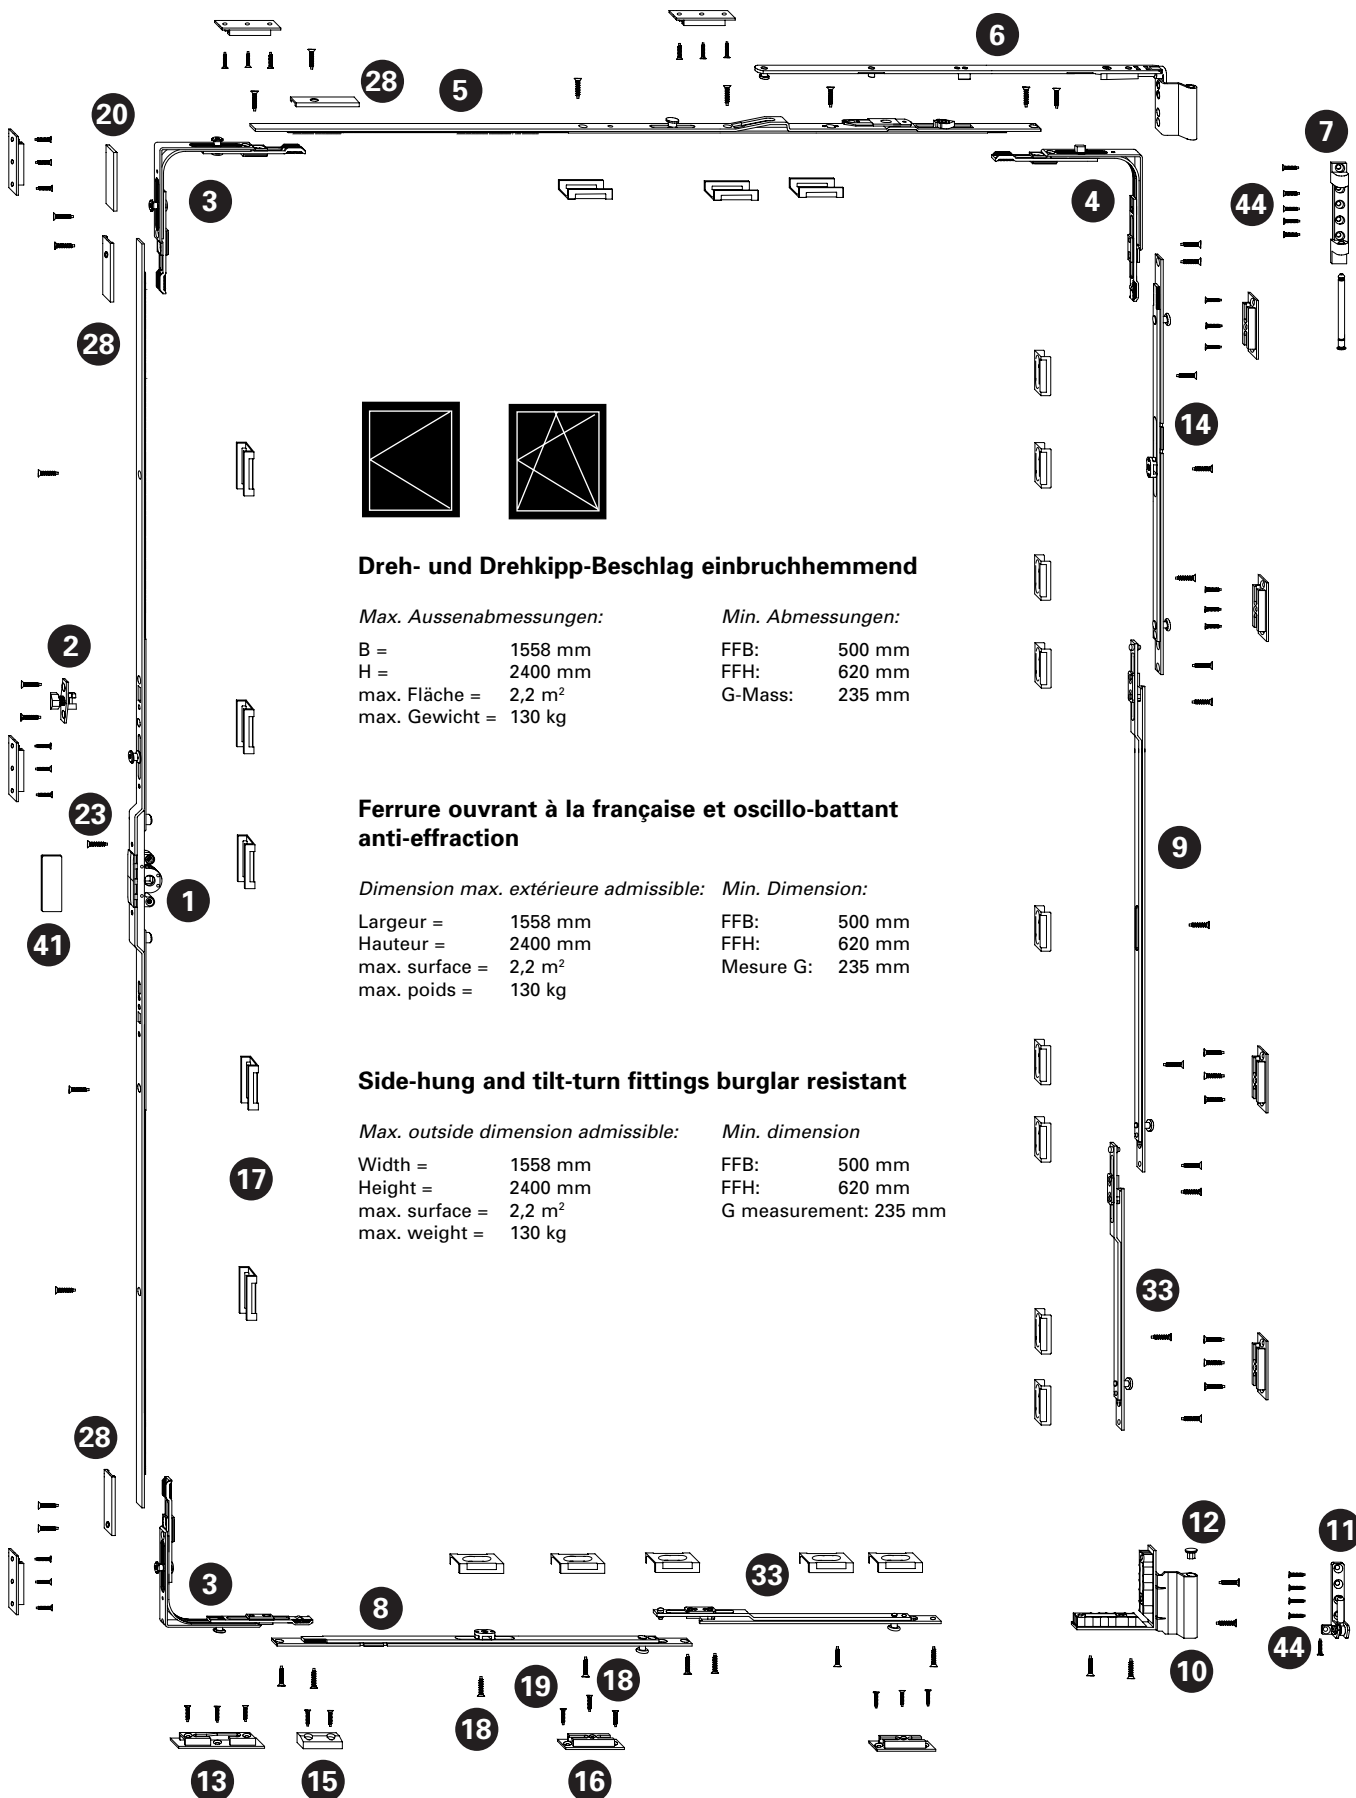 6
28
5
20
7
3
4
44
28
14
Dreh- und Drehkipp-Beschlag einbruchhemmend
Max. Aussenabmessungen: Min. Abmessungen:
B = 1558 mm FFB: 500 mm
H = 2400 mm FFH: 620 mm
max. Fläche = 2,2 m² G-Mass: 235 mm
max. Gewicht = 130 kg
2
23
Ferrure ouvrant à la française et oscillo-battant
anti-effraction
9
1
41
Dimension max. extérieure admissible: Min. Dimension:
Largeur = 1558 mm FFB: 500 mm
Hauteur = 2400 mm FFH: 620 mm
max. surface = 2,2 m² Mesure G: 235 mm
max. poids = 130 kg
Side-hung and tilt-turn fittings burglar resistant
Max. outside dimension admissible: Min. dimension
17
Width = 1558 mm FFB: 500 mm
Height = 2400 mm FFH: 620 mm
max. surface = 2,2 m² G measurement: 235 mm
max. weight = 130 kg
33
28
12
11
3
33
8
44
10
19
18
18
13
15
16